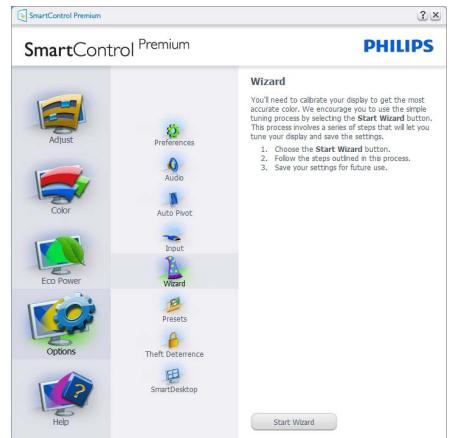 SmartControl Premium
? x
SmartControl Premium
PHILIPS
Adjust
Color
Eco Power
Options
Help
Preferences
Audio
Auto Pivot
Input
Wizard
Presets
Theft Deterrence
SmartDesktop
Wizard
You'll need to calibrate your display to get the most
accurate color. We encourage you to use the simple
tuning process by selecting the Start Wizard button.
This process involves a series of steps that will let you
tune your display and save the settings.
1. Choose the Start Wizard button.
2. Follow the steps outlined in this process.
3. Save your settings for future use.
Start Wizard